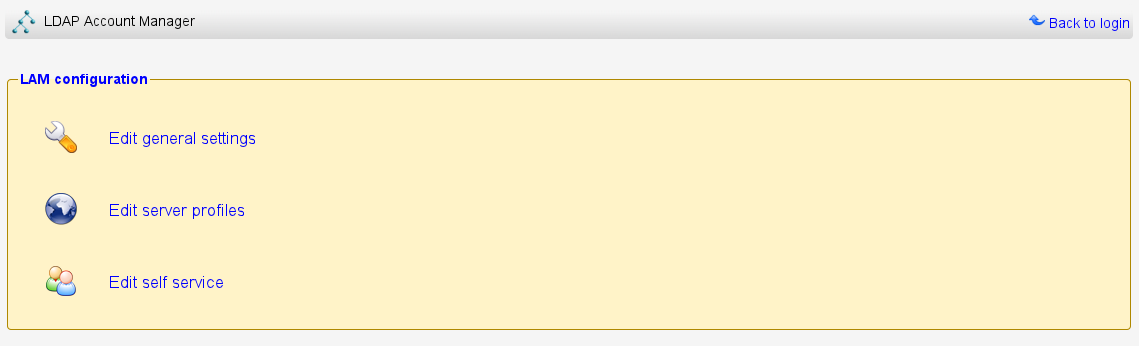 LDAP Account Manager
Back to login
LAM configuration
Edit general settings
Edit server profiles
Edit self service